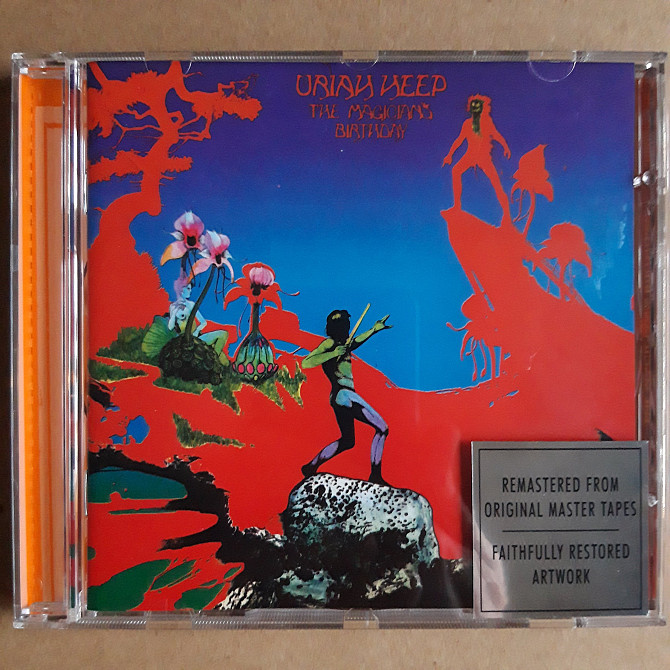 URIAH HEEP
THE MAGICIAN'S
BIRTHDAY
REMASTERED FROM
ORIGINAL MASTER TAPES
FAITHFULLY RESTORED
ARTWORK